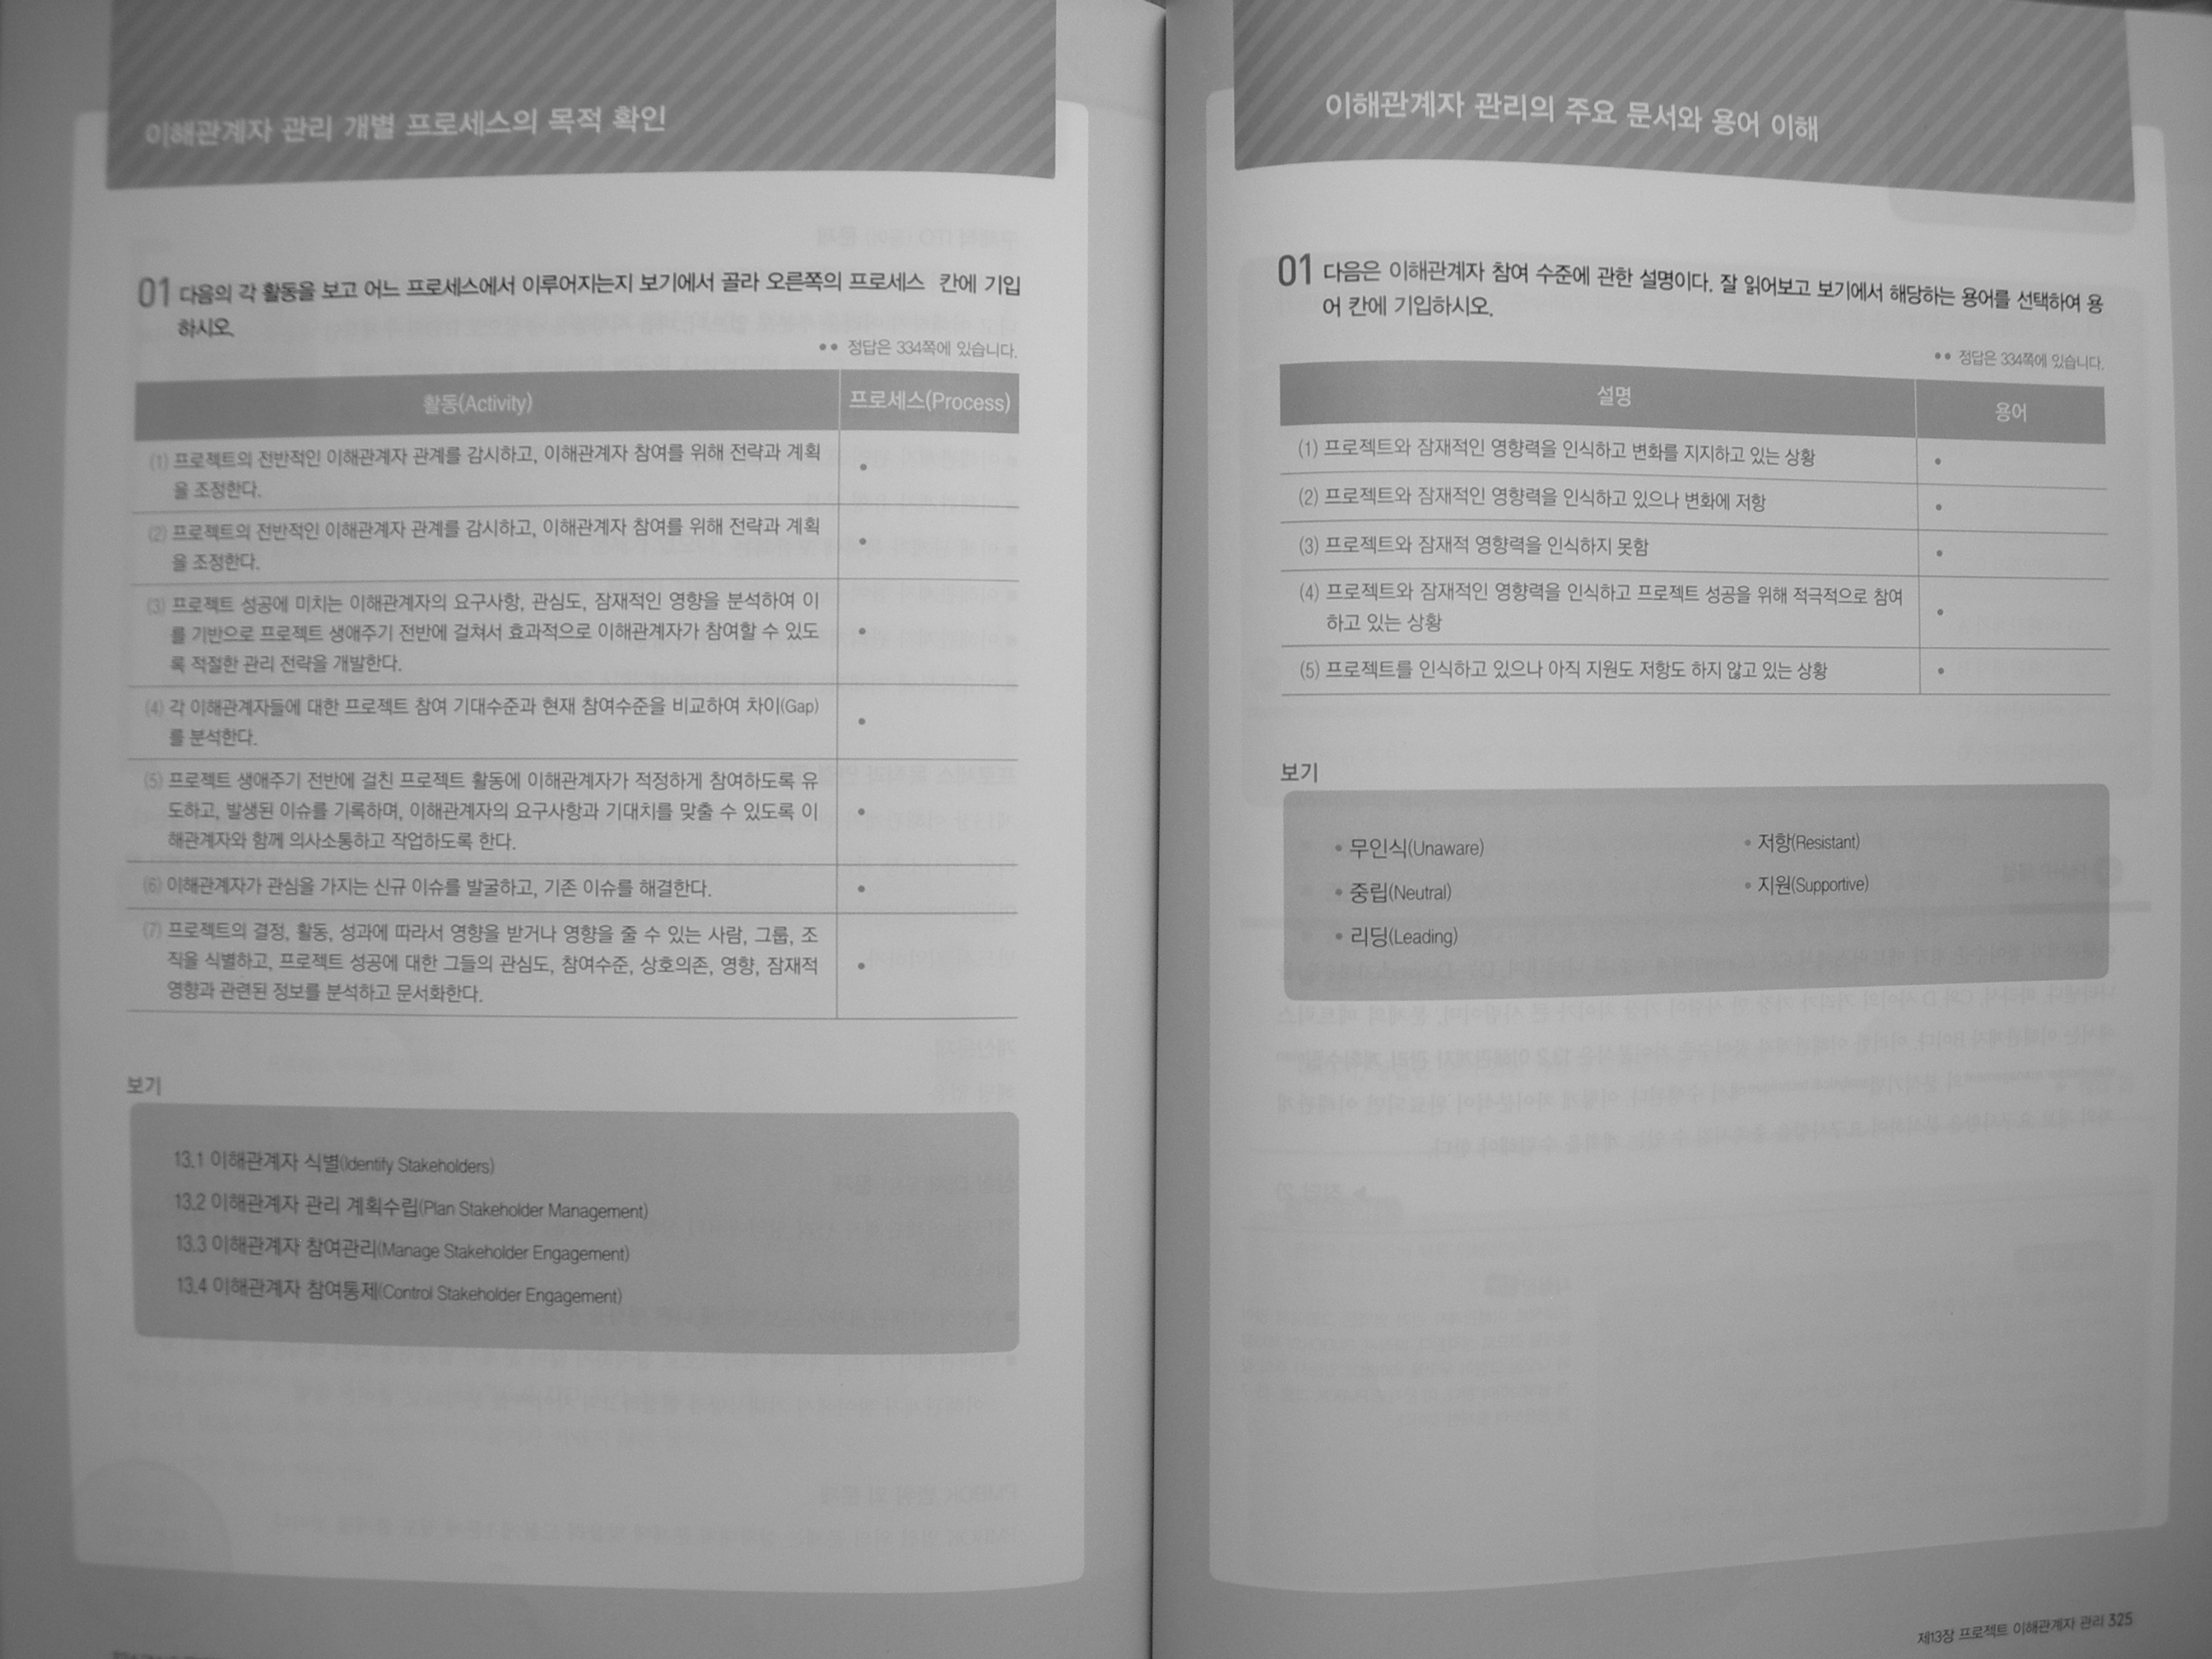 이해관계자 관리 개별 프로세스의 목적 확인
01 다음의 각 활동을 보고 어느 프로세스에서 이루어지는지 보기에서 골라 오른쪽의 프로세스 칸에 기입
하시오.
•• 정답은 334쪽에 있습니다.
활동(Activity) 프로세스(Process)
(1) 프로젝트의 전반적인 이해관계자 관계를 감시하고, 이해관계자 참여를 위해 전략과 계획 •
을 조정한다.
(2) 프로젝트의 전반적인 이해관계자 관계를 감시하고, 이해관계자 참여를 위해 전략과 계획 •
을 조정한다.
(3) 프로젝트 성공에 미치는 이해관계자의 요구사항, 관심도, 잠재적인 영향을 분석하여 이
를 기반으로 프로젝트 생애주기 전반에 걸쳐서 효과적으로 이해관계자가 참여할 수 있도 •
록 적절한 관리 전략을 개발한다.
(4) 각 이해관계자들에 대한 프로젝트 참여 기대수준과 현재 참여수준을 비교하여 차이(Gap) •
를 분석한다.
(5) 프로젝트 생애주기 전반에 걸친 프로젝트 활동에 이해관계자가 적정하게 참여하도록 유
도하고, 발생된 이슈를 기록하며, 이해관계자의 요구사항과 기대치를 맞출 수 있도록 이 •
해관계자와 함께 의사소통하고 작업하도록 한다.
(6) 이해관계자가 관심을 가지는 신규 이슈를 발굴하고, 기존 이슈를 해결한다. •
(7) 프로젝트의 결정, 활동, 성과에 따라서 영향을 받거나 영향을 줄 수 있는 사람, 그룹, 조
직을 식별하고, 프로젝트 성공에 대한 그들의 관심도, 참여수준, 상호의존, 영향, 잠재적 •
영향과 관련된 정보를 분석하고 문서화한다.
보기
13.1 이해관계자 식별(Identify Stakeholders)
13.2 이해관계자 관리 계획수립(Plan Stakeholder Management)
13.3 이해관계자 참여관리(Manage Stakeholder Engagement)
13.4 이해관계자 참여통제(Control Stakeholder Engagement)
이해관계자 관리의 주요 문서와 용어 이해
01 다음은 이해관계자 참여 수준에 관한 설명이다. 잘 읽어보고 보기에서 해당하는 용어를 선택하여 용
어 칸에 기입하시오.
•• 정답은 334쪽에 있습니다.
설명 용어
(1) 프로젝트와 잠재적인 영향력을 인식하고 변화를 지지하고 있는 상황 •
(2) 프로젝트와 잠재적인 영향력을 인식하고 있으나 변화에 저항 •
(3) 프로젝트와 잠재적 영향력을 인식하지 못함 •
(4) 프로젝트와 잠재적인 영향력을 인식하고 프로젝트 성공을 위해 적극적으로 참여 •
하고 있는 상황
(5) 프로젝트를 인식하고 있으나 아직 지원도 저항도 하지 않고 있는 상황 •
보기
• 무인식(Unaware) • 저항(Resistant)
• 중립(Neutral) • 지원(Supportive)
• 리딩(Leading)
제13장 프로젝트 이해관계자 관리 325